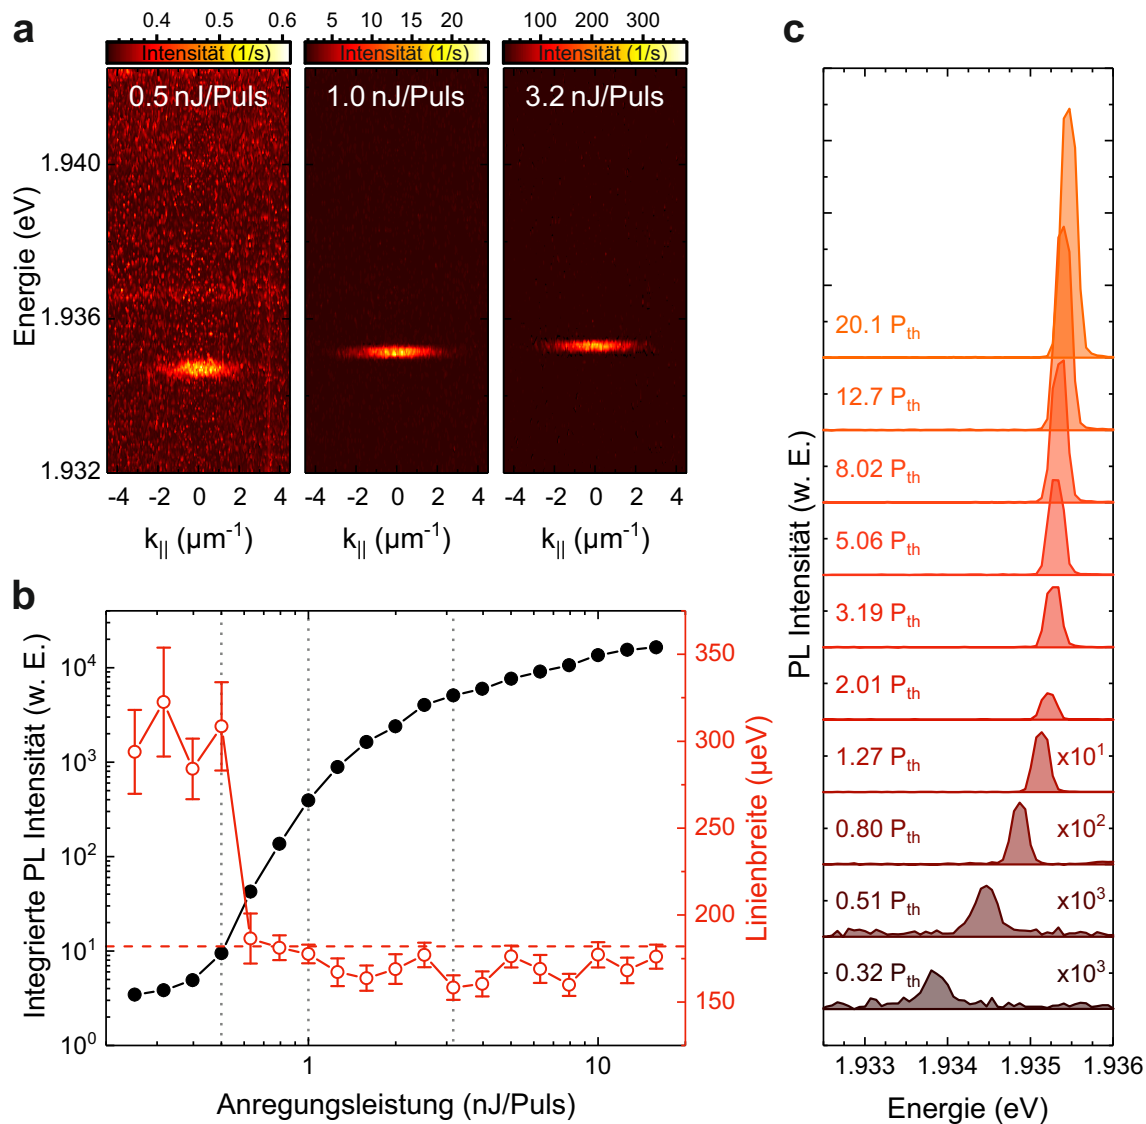 a
0.4 0.5 0.6
5 10 15 20
100 200 300
Intensität (1/s)
Intensität (1/s)
Intensität (1/s)
0.5 nJ/Puls
1.0 nJ/Puls
3.2 nJ/Puls
Energie (eV)
1.940
1.936
1.932
-4 -2 0 2 4
-4 -2 0 2 4
-4 -2 0 2 4
k|| (µm-1)
k|| (µm-1)
k|| (µm-1)
b
Integrierte PL Intensität (w. E.)
10^4
10^3
10^2
10^1
10^0
1 10
Anregungsleistung (nJ/Puls)
350
300
250
200
150
Linienbreite (µeV)
c
PL Intensität (w. E.)
20.1 Pth
12.7 Pth
8.02 Pth
5.06 Pth
3.19 Pth
2.01 Pth
1.27 Pth x10^1
0.80 Pth x10^2
0.51 Pth x10^3
0.32 Pth x10^3
1.933 1.934 1.935 1.936
Energie (eV)